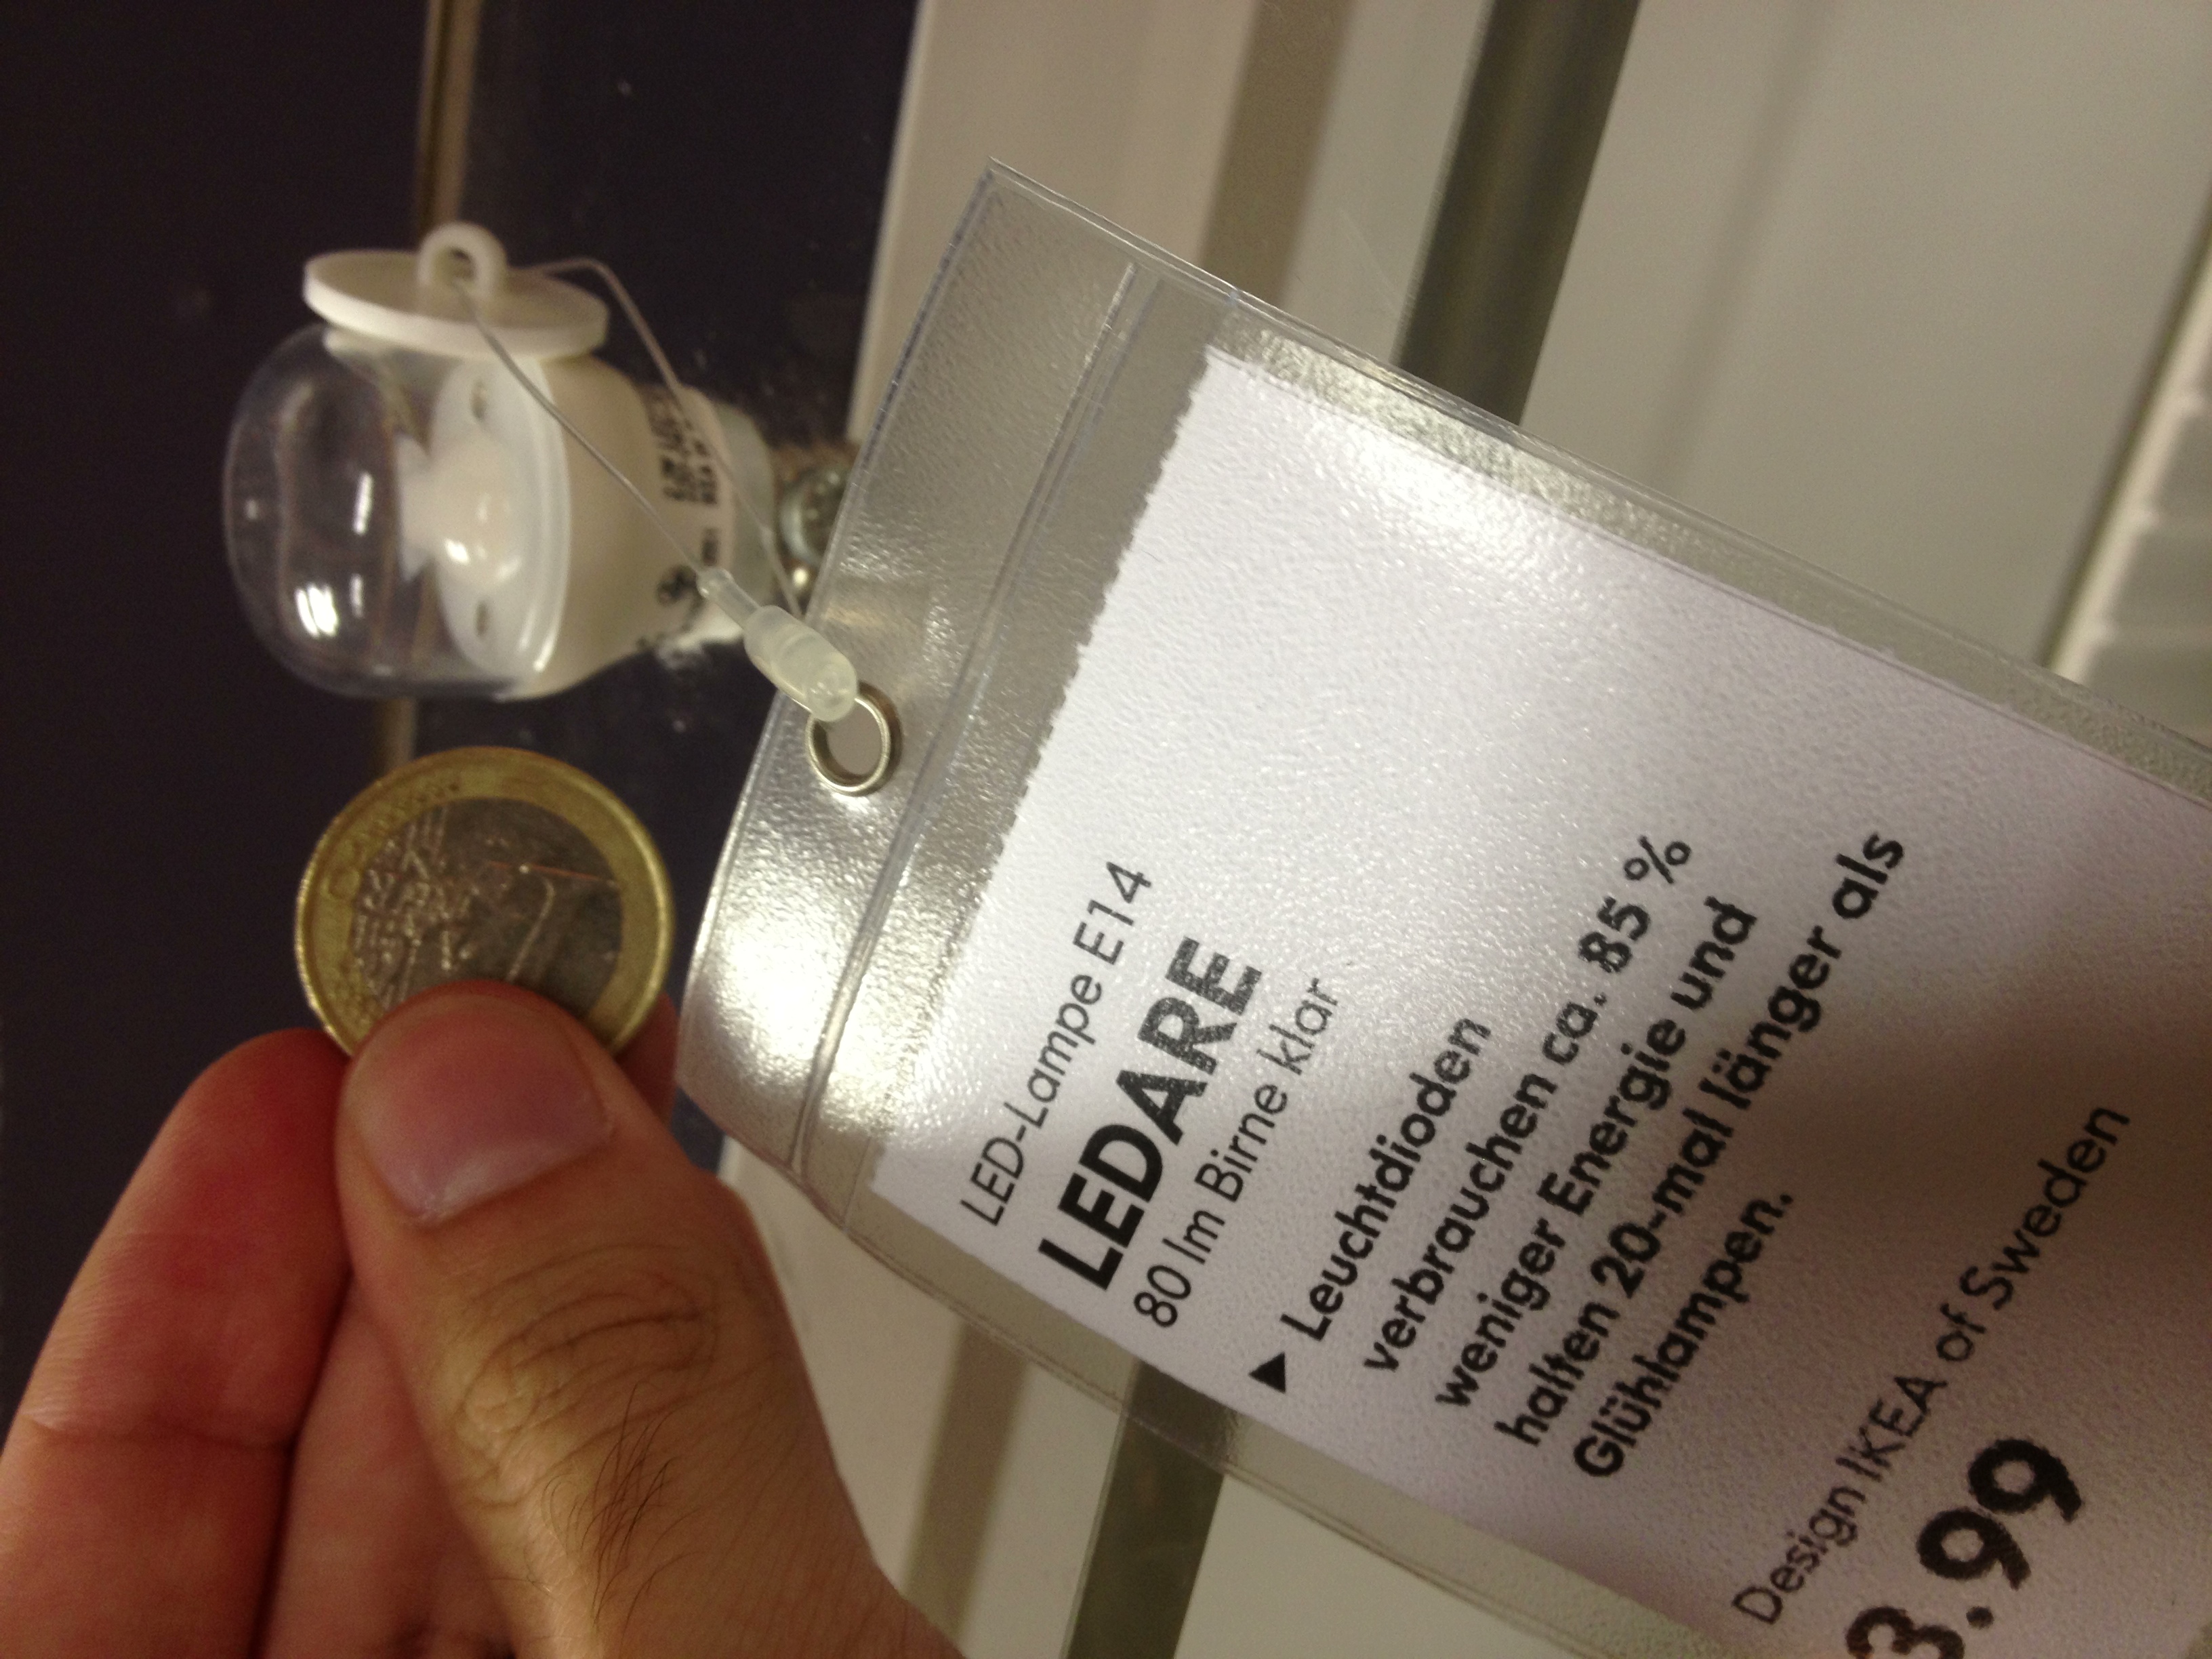 LED-Lampe E14
LEDARE
80 lm Birne klar
▶ Leuchtdioden
verbrauchen ca. 85 %
weniger Energie und
halten 20-mal länger als
Glühlampen.
Design IKEA of Sweden
3.99
1